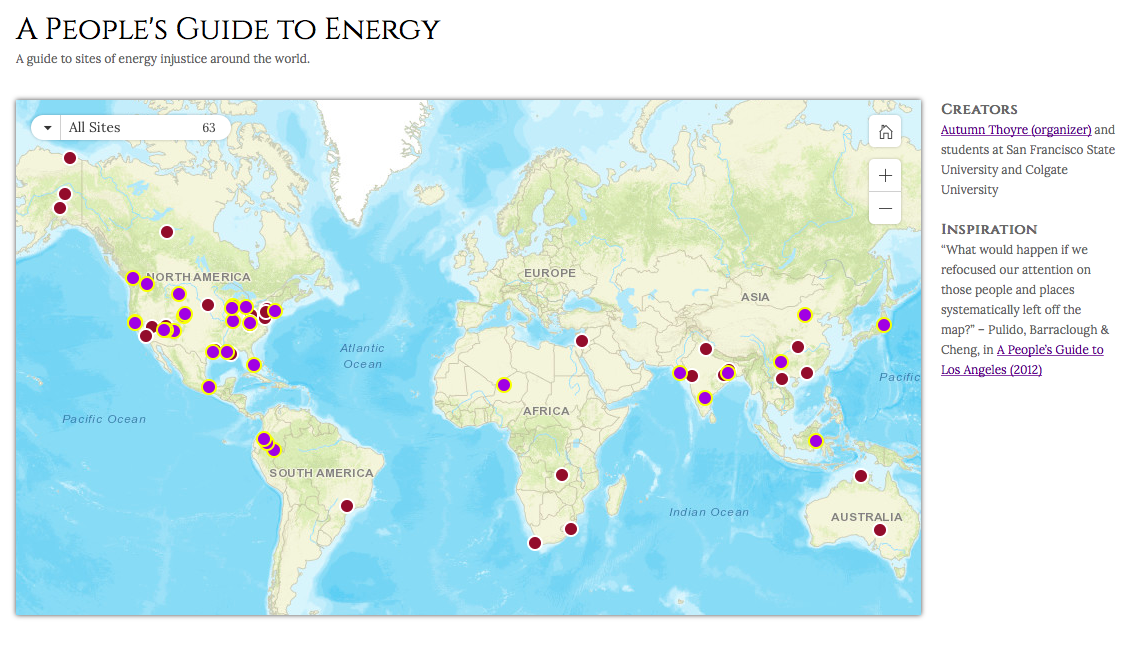 A People's Guide to Energy
A guide to sites of energy injustice around the world.
All Sites 63
NORTH AMERICA
EUROPE
ASIA
Atlantic
Ocean
Pacific
AFRICA
Pacific Ocean
SOUTH AMERICA
Indian Ocean
AUSTRALIA
Creators
Autumn Thoyre (organizer) and
students at San Francisco State
University and Colgate
University
Inspiration
“What would happen if we
refocused our attention on
those people and places
systematically left off the
map?” – Pulido, Barraclough &
Cheng, in A People’s Guide to
Los Angeles (2012)